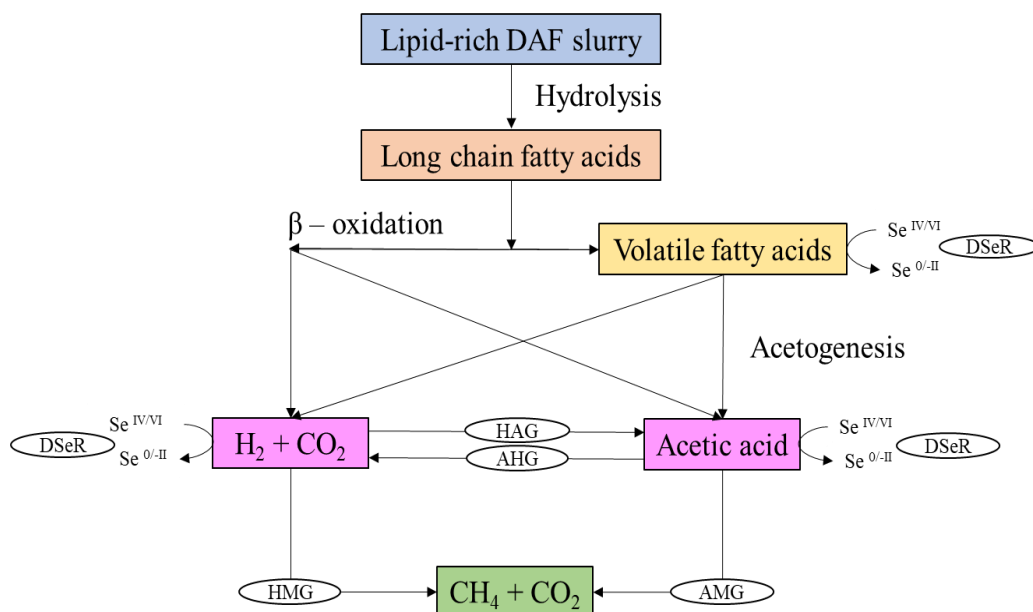 Lipid-rich DAF slurry
Hydrolysis
Long chain fatty acids
β – oxidation
Volatile fatty acids
Se IV/VI
DSeR
Se 0/-II
Acetogenesis
Se IV/VI
DSeR
Se 0/-II
H₂ + CO₂
HAG
AHG
Acetic acid
Se IV/VI
DSeR
Se 0/-II
HMG
CH₄ + CO₂
AMG